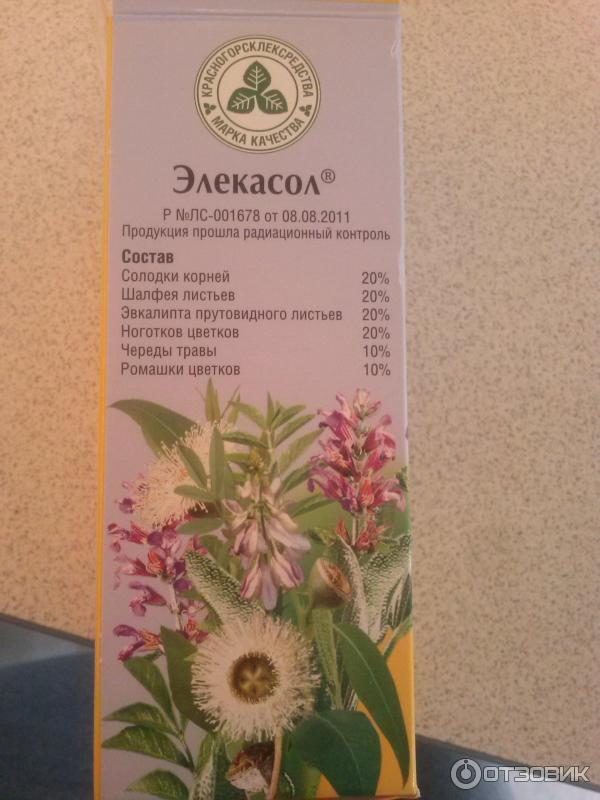 КРАСНОГОРСКЛЕКСРЕДСТВА
МАРКА КАЧЕСТВА
Элекасол®
Р №ЛС-001678 от 08.08.2011
Продукция прошла радиационный контроль
Состав
Солодки корней 20%
Шалфея листьев 20%
Эвкалипта прутовидного листьев 20%
Ноготков цветков 20%
Череды травы 10%
Ромашки цветков 10%
ОТЗОВИК